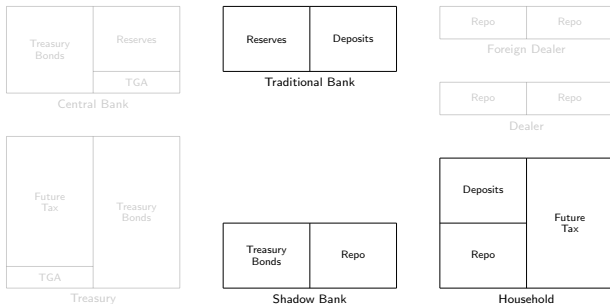 Treasury
Bonds
Reserves
TGA
Central Bank
Reserves
Deposits
Traditional Bank
Repo
Repo
Foreign Dealer
Repo
Repo
Dealer
Future
Tax
TGA
Treasury
Bonds
Treasury
Treasury
Bonds
Repo
Shadow Bank
Deposits
Repo
Future
Tax
Household